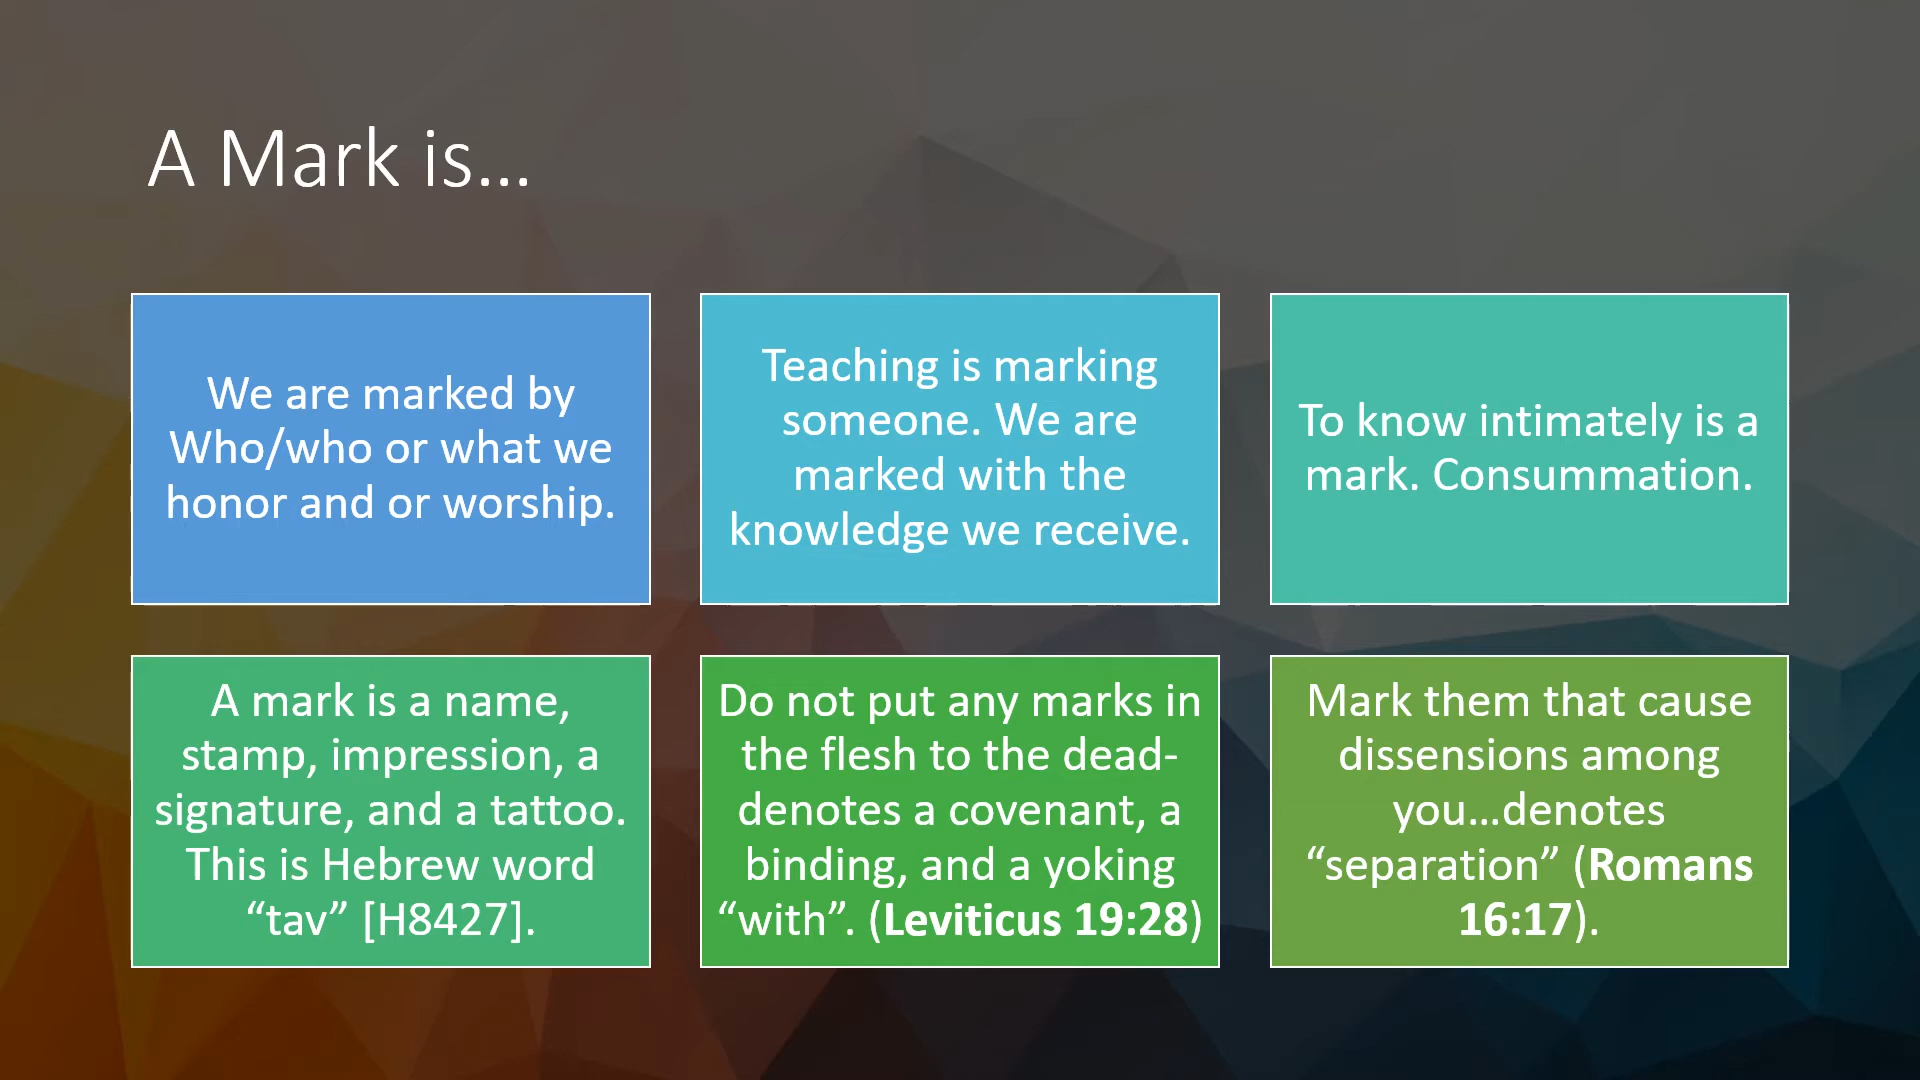 A Mark is...
We are marked by
Who/who or what we
honor and or worship.
Teaching is marking
someone. We are
marked with the
knowledge we receive.
To know intimately is a
mark. Consummation.
A mark is a name,
stamp, impression, a
signature, and a tattoo.
This is Hebrew word
“tav” [H8427].
Do not put any marks in
the flesh to the dead-
denotes a covenant, a
binding, and a yoking
“with”. (Leviticus 19:28)
Mark them that cause
dissensions among
you...denotes
“separation” (Romans
16:17).